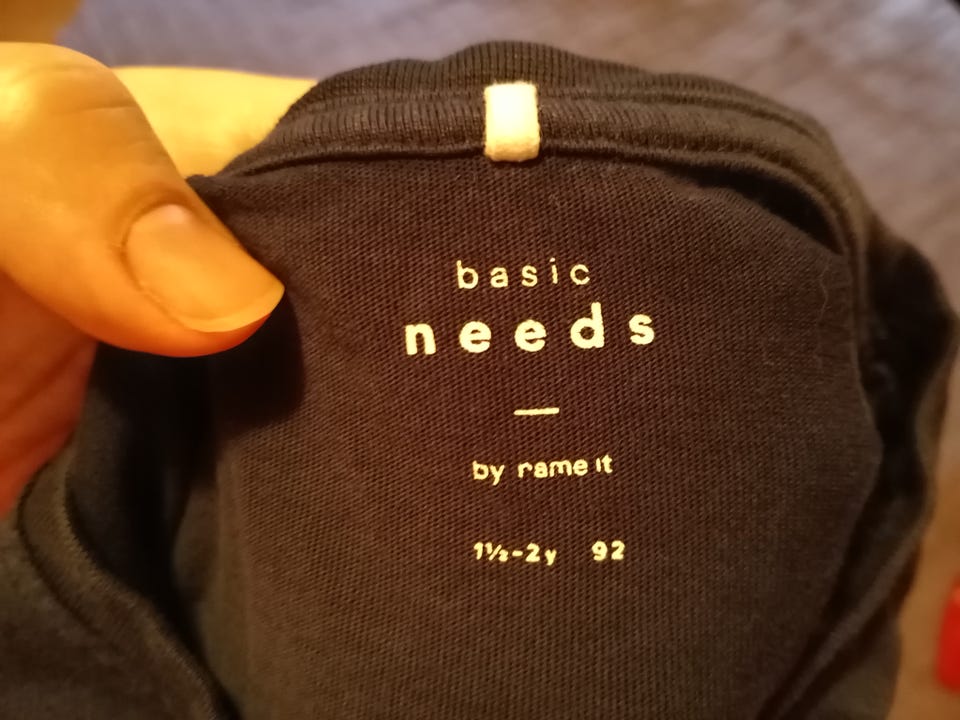 basic
needs
by name it
1½-2y 92